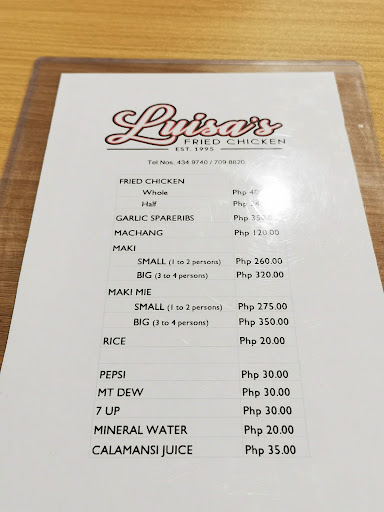 Luisa's
FRIED CHICKEN
EST. 1995
Tel Nos. 434 9740 / 709 8820
FRIED CHICKEN
Whole Php
Half Php
GARLIC SPARERIBS Php
MACHANG Php 120.00
MAKI
SMALL (1 to 2 persons) Php 260.00
BIG (3 to 4 persons) Php 320.00
MAKI MIE
SMALL (1 to 2 persons) Php 275.00
BIG (3 to 4 persons) Php 350.00
RICE Php 20.00
PEPSI Php 30.00
MT DEW Php 30.00
7 UP Php 30.00
MINERAL WATER Php 20.00
CALAMANSI JUICE Php 35.00